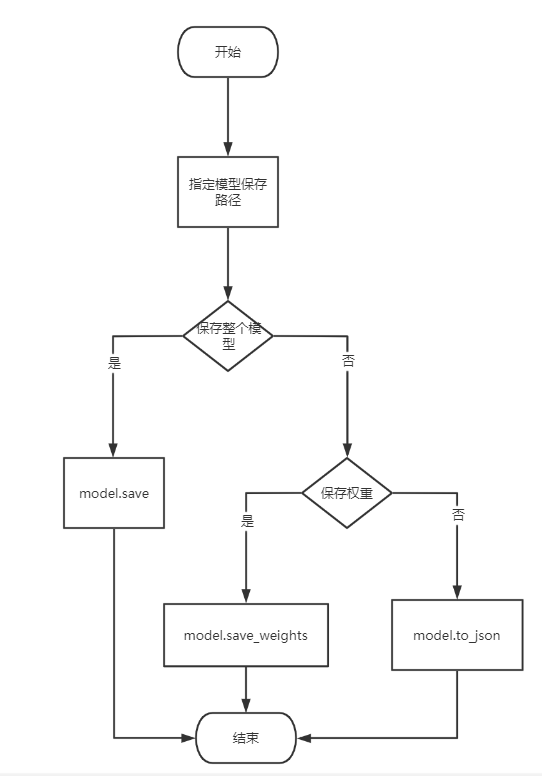 开始
指定模型保存
路径
保存整个模
型
是
否
model.save
保存权重
是
否
model.save_weights
model.to_json
结束